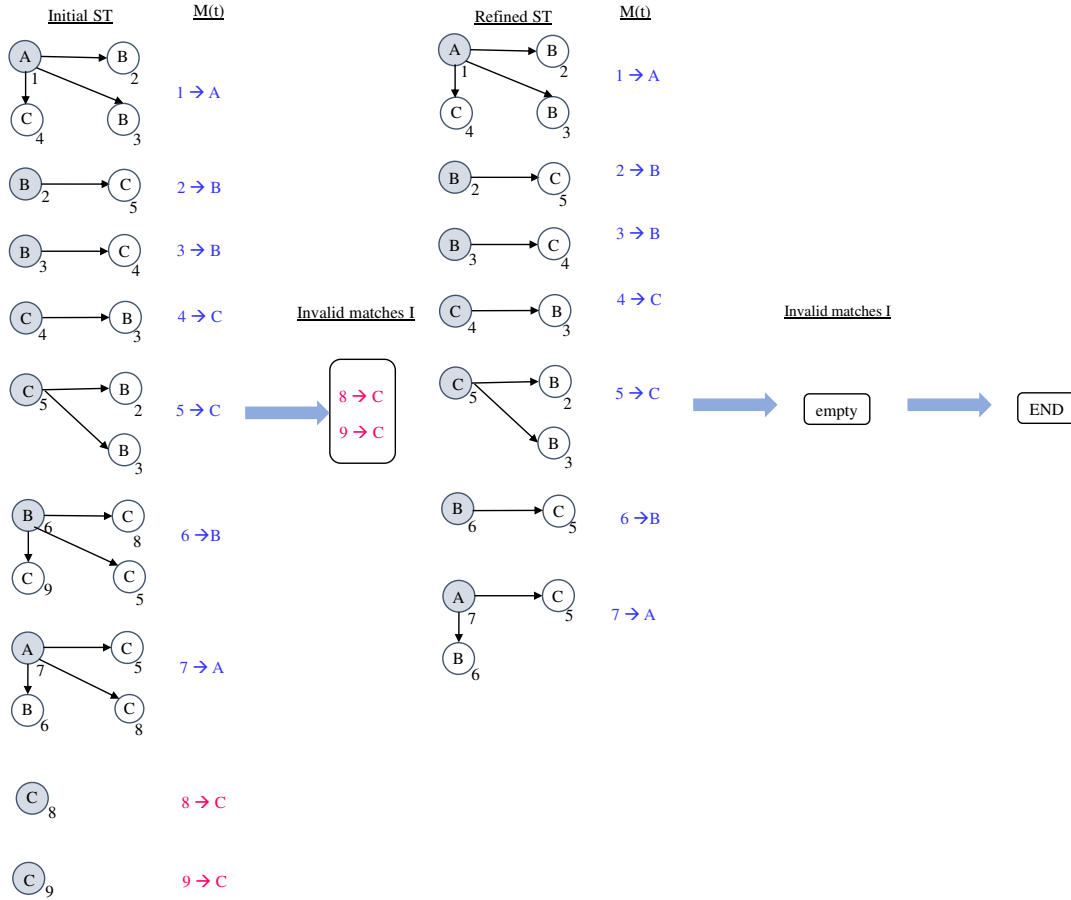 Initial ST
M(t)
A
1
B
2
C
4
B
3
1 → A
B
2
C
5
2 → B
B
3
C
4
3 → B
C
4
B
3
4 → C
C
5
B
2
B
3
5 → C
B
6
C
8
C
9
C
5
6 →B
A
7
C
5
B
6
C
8
7 → A
C
8
8 → C
C
9
9 → C
Invalid matches I
8 → C
9 → C
Refined ST
M(t)
A
1
B
2
C
4
B
3
1 → A
B
2
C
5
2 → B
B
3
C
4
3 → B
C
4
B
3
4 → C
C
5
B
2
B
3
5 → C
B
6
C
5
6 →B
A
7
C
5
B
6
7 → A
Invalid matches I
empty
END